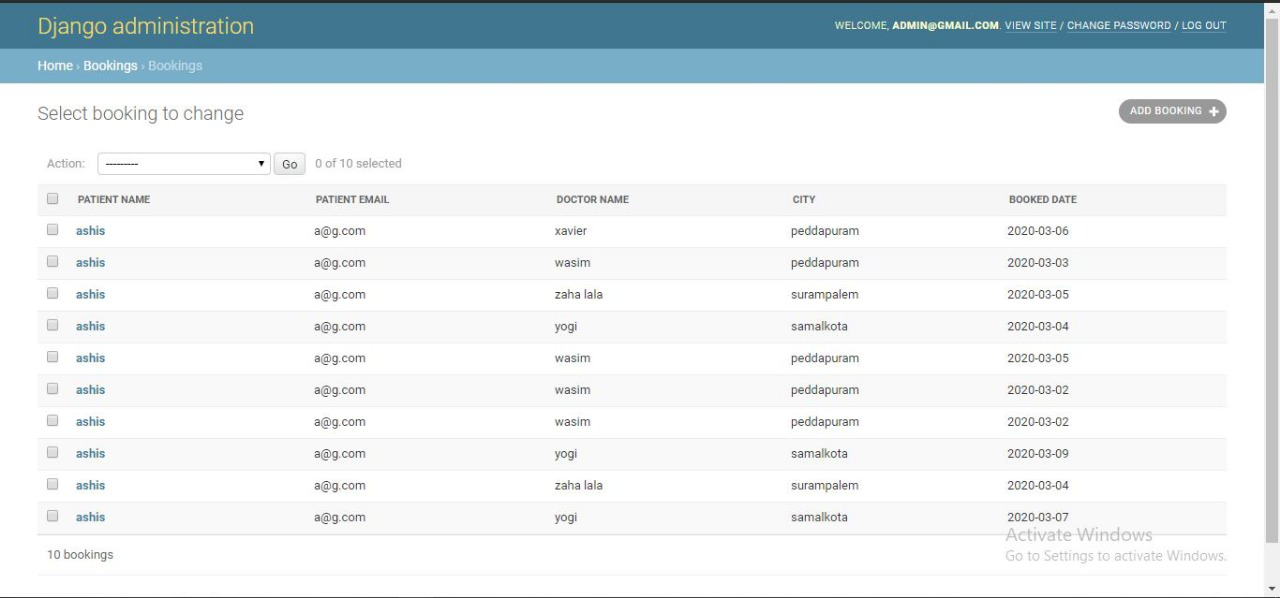 Django administration
WELCOME, ADMIN@GMAIL.COM. VIEW SITE / CHANGE PASSWORD / LOG OUT
Home › Bookings › Bookings
Select booking to change
ADD BOOKING +
Action: --------- Go 0 of 10 selected
PATIENT NAME PATIENT EMAIL DOCTOR NAME CITY BOOKED DATE
ashis a@g.com xavier peddapuram 2020-03-06
ashis a@g.com wasim peddapuram 2020-03-03
ashis a@g.com zaha lala surampalem 2020-03-05
ashis a@g.com yogi samalkota 2020-03-04
ashis a@g.com wasim peddapuram 2020-03-05
ashis a@g.com wasim peddapuram 2020-03-02
ashis a@g.com wasim peddapuram 2020-03-02
ashis a@g.com yogi samalkota 2020-03-09
ashis a@g.com zaha lala surampalem 2020-03-04
ashis a@g.com yogi samalkota 2020-03-07
10 bookings
Activate Windows
Go to Settings to activate Windows.